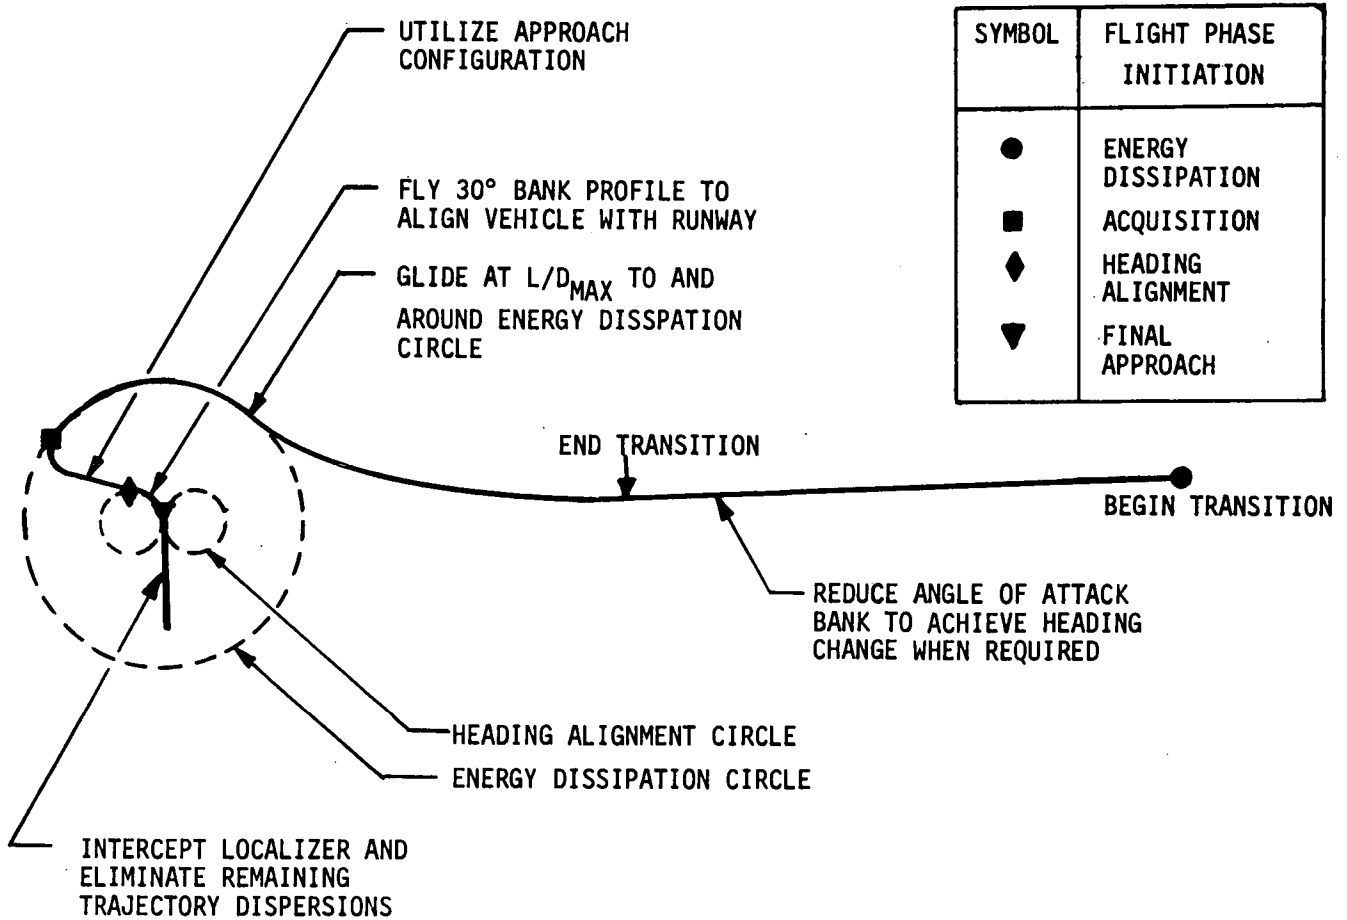 UTILIZE APPROACH
CONFIGURATION
FLY 30° BANK PROFILE TO
ALIGN VEHICLE WITH RUNWAY
GLIDE AT L/DMAX TO AND
AROUND ENERGY DISSPATION
CIRCLE
SYMBOL
FLIGHT PHASE
INITIATION
ENERGY
DISSIPATION
ACQUISITION
HEADING
ALIGNMENT
FINAL
APPROACH
END TRANSITION
BEGIN TRANSITION
REDUCE ANGLE OF ATTACK
BANK TO ACHIEVE HEADING
CHANGE WHEN REQUIRED
HEADING ALIGNMENT CIRCLE
ENERGY DISSIPATION CIRCLE
INTERCEPT LOCALIZER AND
ELIMINATE REMAINING
TRAJECTORY DISPERSIONS